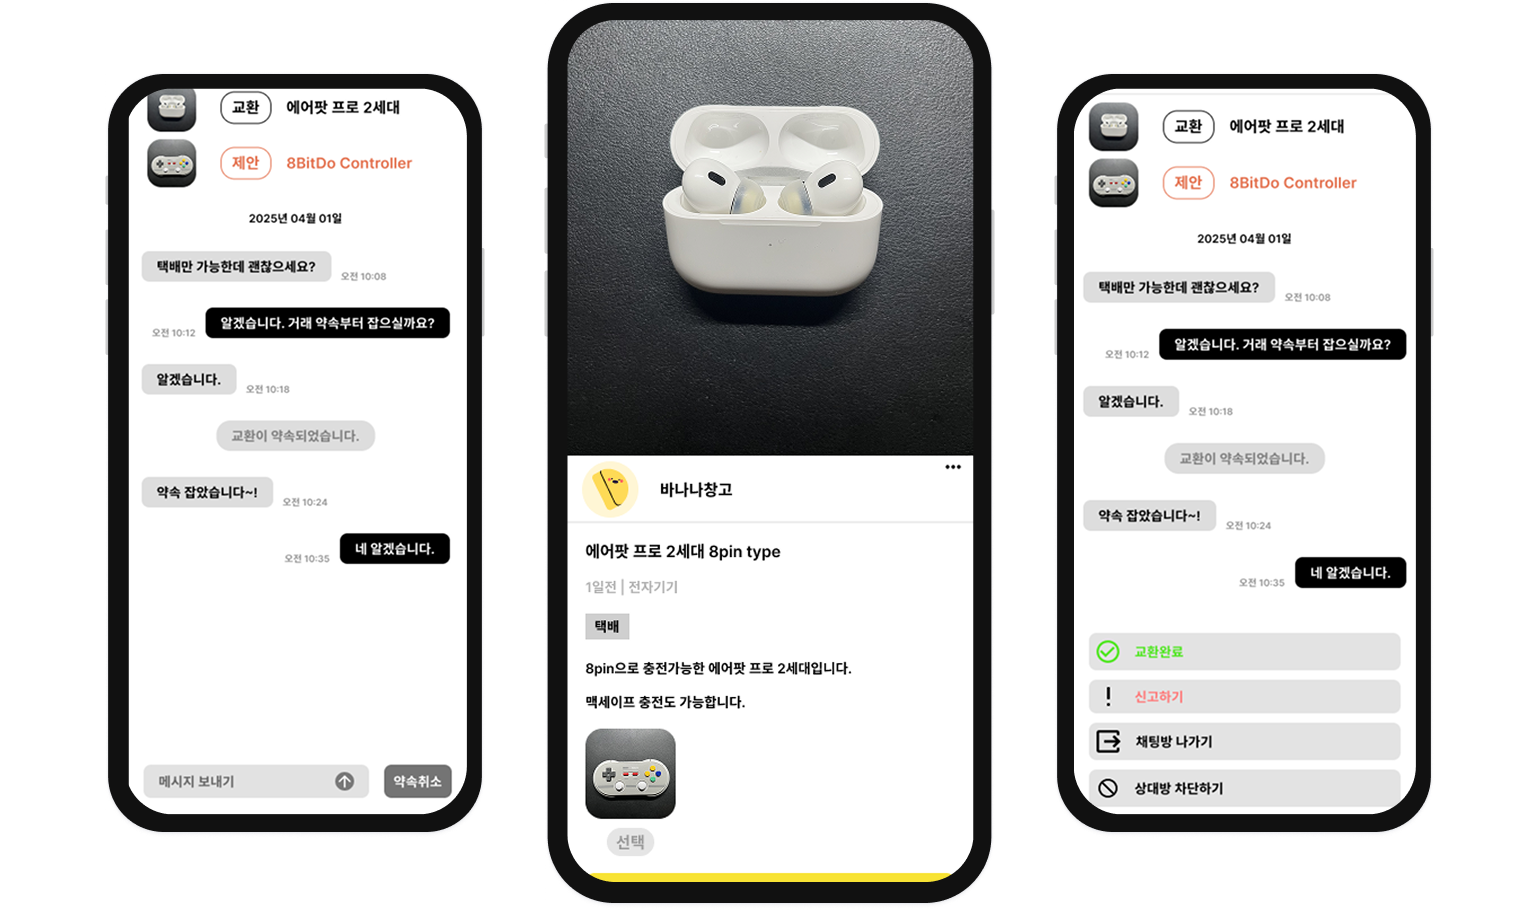 교환 에어팟 프로 2세대
제안 8BitDo Controller
2025년 04월 01일
택배만 가능한데 괜찮으세요? 오전 10:08
오전 10:12 알겠습니다. 거래 약속부터 잡으실까요?
알겠습니다. 오전 10:18
교환이 약속되었습니다.
약속 잡았습니다~! 오전 10:24
오전 10:35 네 알겠습니다.
메시지 보내기 약속취소
바나나창고
에어팟 프로 2세대 8pin type
1일전 | 전자기기
택배
8pin으로 충전가능한 에어팟 프로 2세대입니다.
맥세이프 충전도 가능합니다.
선택
교환 에어팟 프로 2세대
제안 8BitDo Controller
2025년 04월 01일
택배만 가능한데 괜찮으세요? 오전 10:08
오전 10:12 알겠습니다. 거래 약속부터 잡으실까요?
알겠습니다. 오전 10:18
교환이 약속되었습니다.
약속 잡았습니다~! 오전 10:24
오전 10:35 네 알겠습니다.
교환완료
신고하기
채팅방 나가기
상대방 차단하기